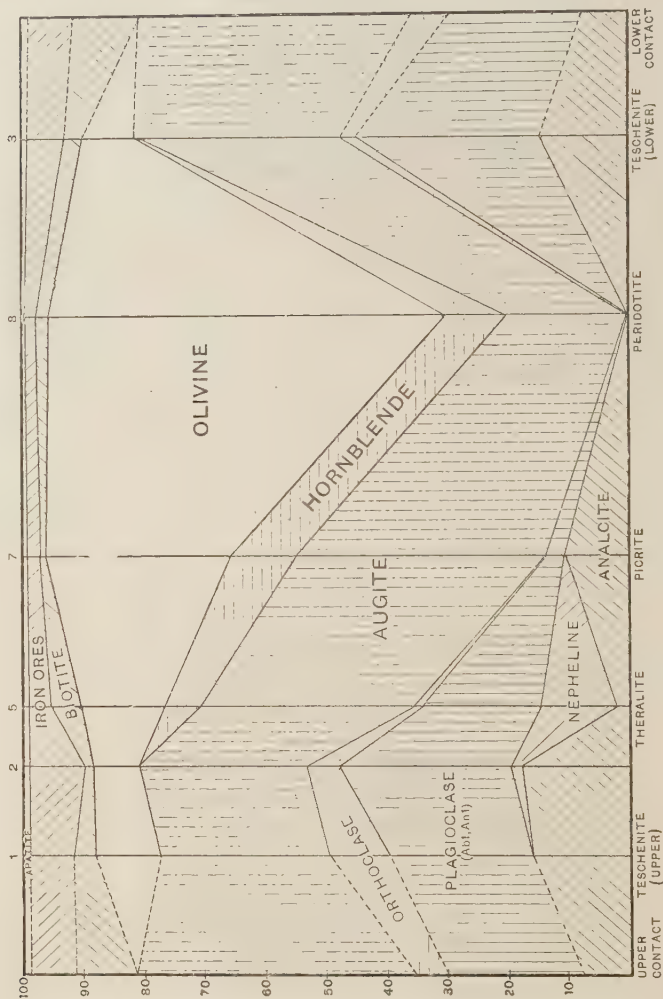 1
2
5
7
8
3
100
90
80
70
60
50
40
30
20
10
APATITE
IRON ORES
BIOTITE
OLIVINE
HORNBLENDE
AUGITE
ORTHOCLASE
PLAGIOCLASE
(Ab1,An1)
NEPHELINE
ANALCITE
UPPER
CONTACT
TESCHENITE
(UPPER)
THERALITE
PICRITE
PERIDOTITE
TESCHENITE
(LOWER)
LOWER
CONTACT